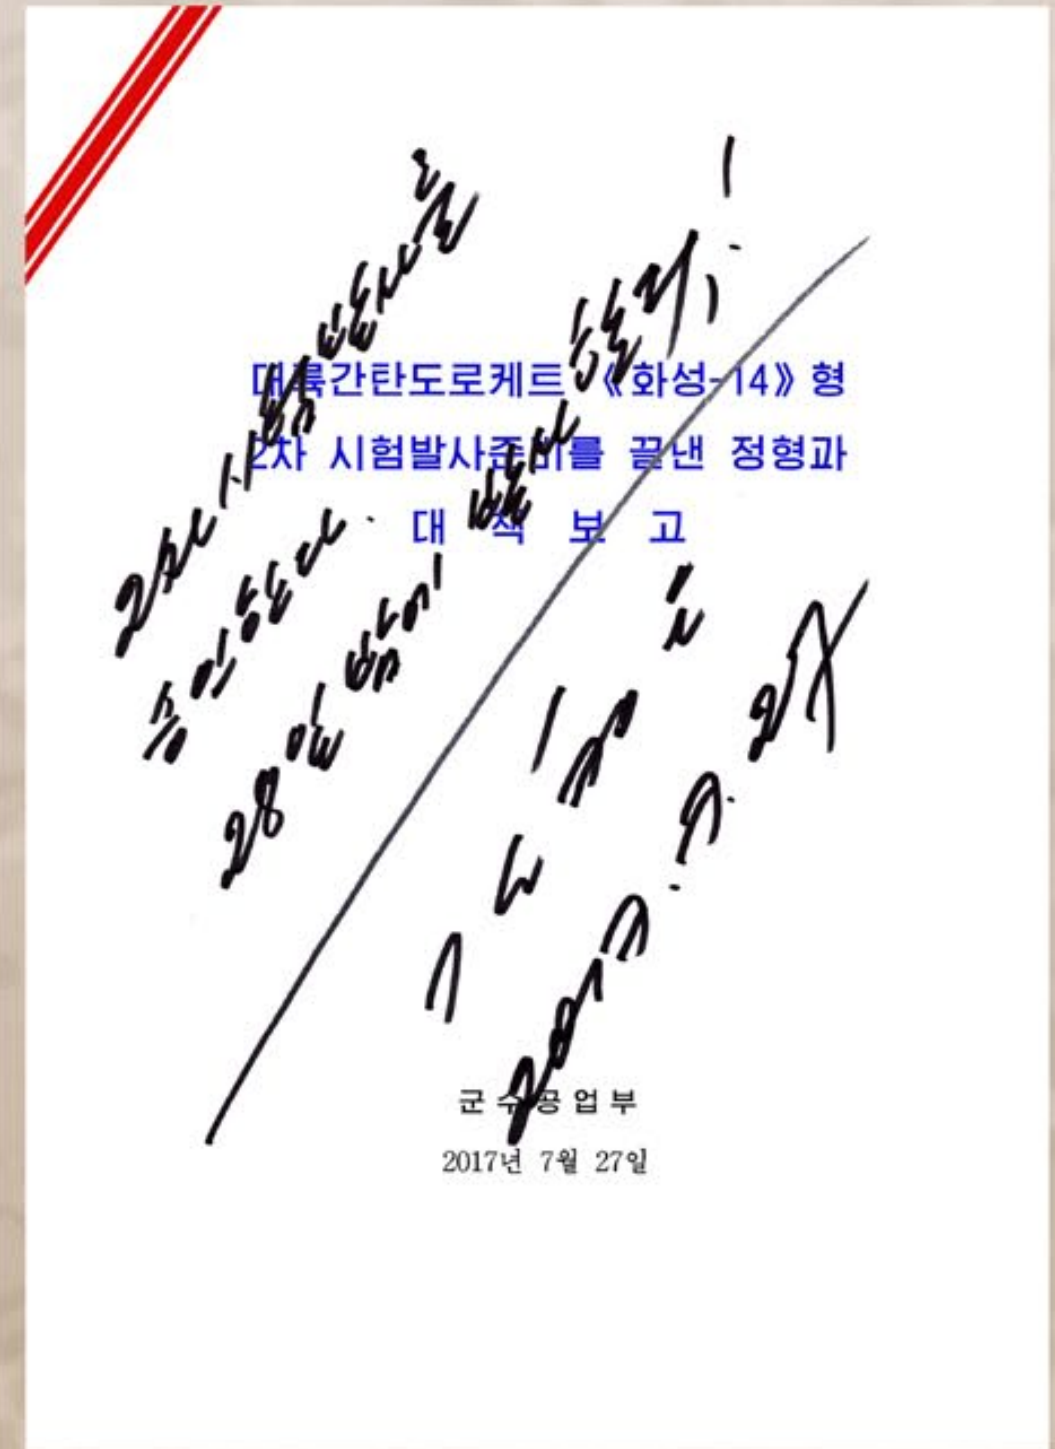 대륙간탄도로케트 《화성-14》형
2차 시험발사준비를 끝낸 정형과
대책보고
2차 시험발사를
승인한다.
28일 밤에 발사
김정은
2017. 7. 27
군수공업부
2017년 7월 27일